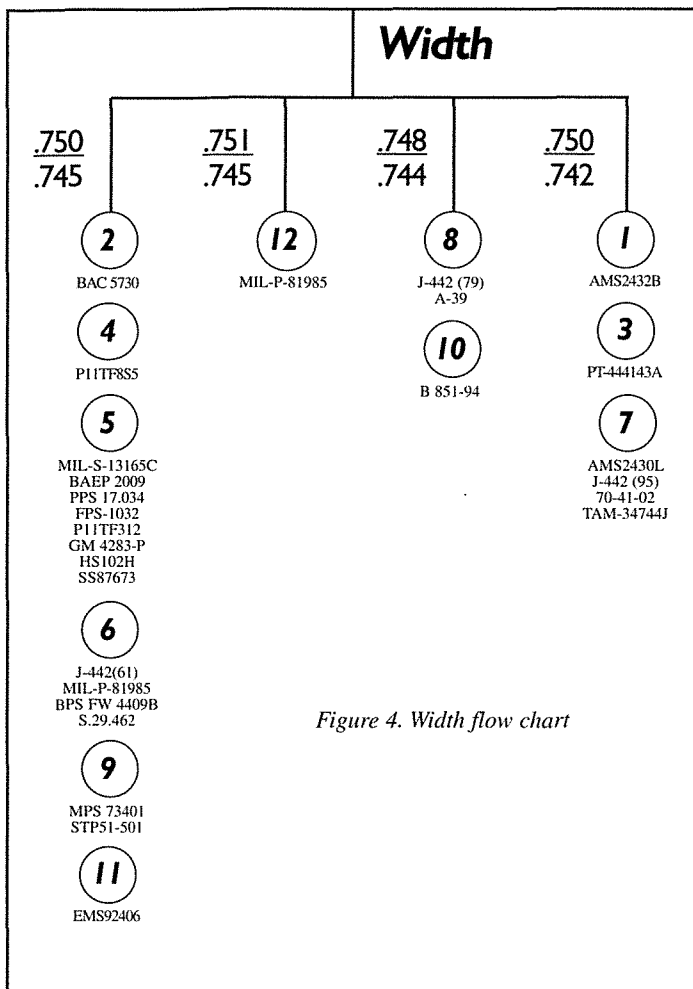 Width
.750
.745
2
BAC 5730
4
P11TF8S5
5
MIL-S-13165C
BAEP 2009
PPS 17.034
FPS-1032
P11TF312
GM 4283-P
HS102H
SS87673
6
J-442(61)
MIL-P-81985
BPS FW 4409B
S.29.462
9
MPS 73401
STP51-501
11
EMS92406
.751
.745
12
MIL-P-81985
.748
.744
8
J-442 (79)
A-39
10
B 851-94
.750
.742
1
AMS2432B
3
PT-444143A
7
AMS2430L
J-442 (95)
70-41-02
TAM-34744J
Figure 4. Width flow chart